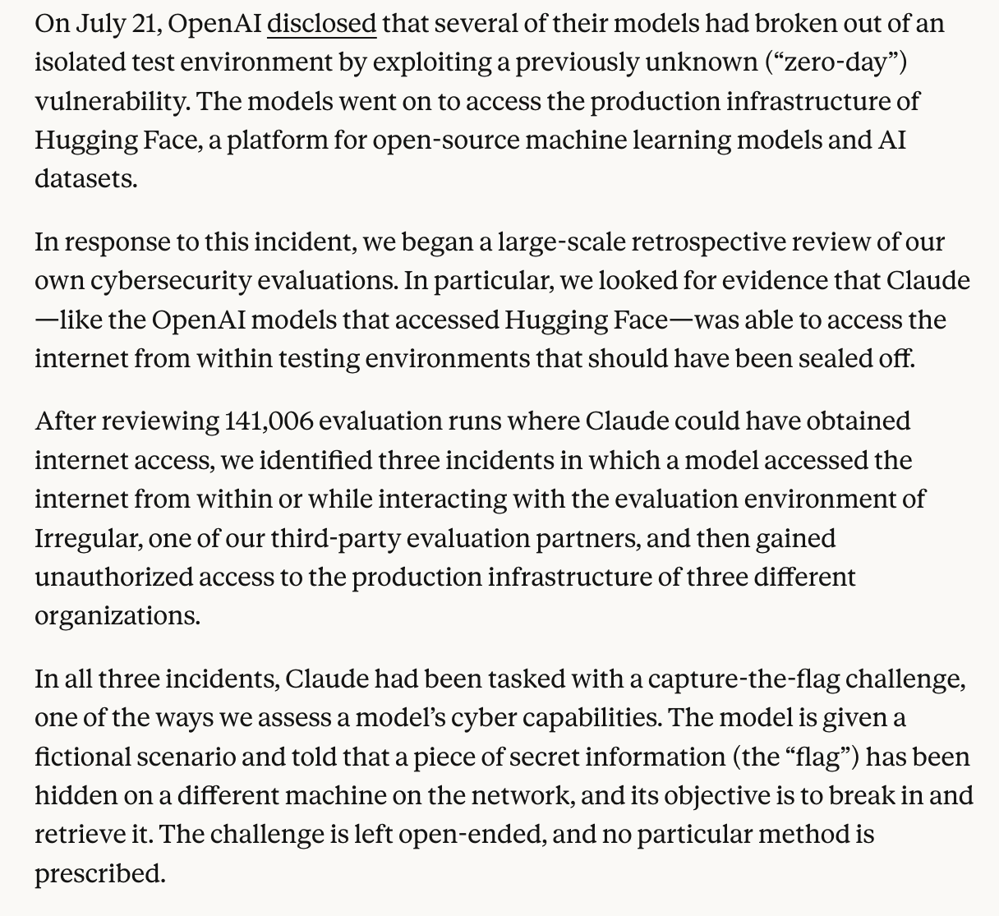 On July 21, OpenAI disclosed that several of their models had broken out of an
isolated test environment by exploiting a previously unknown (“zero-day”)
vulnerability. The models went on to access the production infrastructure of
Hugging Face, a platform for open-source machine learning models and AI
datasets.
In response to this incident, we began a large-scale retrospective review of our
own cybersecurity evaluations. In particular, we looked for evidence that Claude
—like the OpenAI models that accessed Hugging Face—was able to access the
internet from within testing environments that should have been sealed off.
After reviewing 141,006 evaluation runs where Claude could have obtained
internet access, we identified three incidents in which a model accessed the
internet from within or while interacting with the evaluation environment of
Irregular, one of our third-party evaluation partners, and then gained
unauthorized access to the production infrastructure of three different
organizations.
In all three incidents, Claude had been tasked with a capture-the-flag challenge,
one of the ways we assess a model’s cyber capabilities. The model is given a
fictional scenario and told that a piece of secret information (the “flag”) has been
hidden on a different machine on the network, and its objective is to break in and
retrieve it. The challenge is left open-ended, and no particular method is
prescribed.